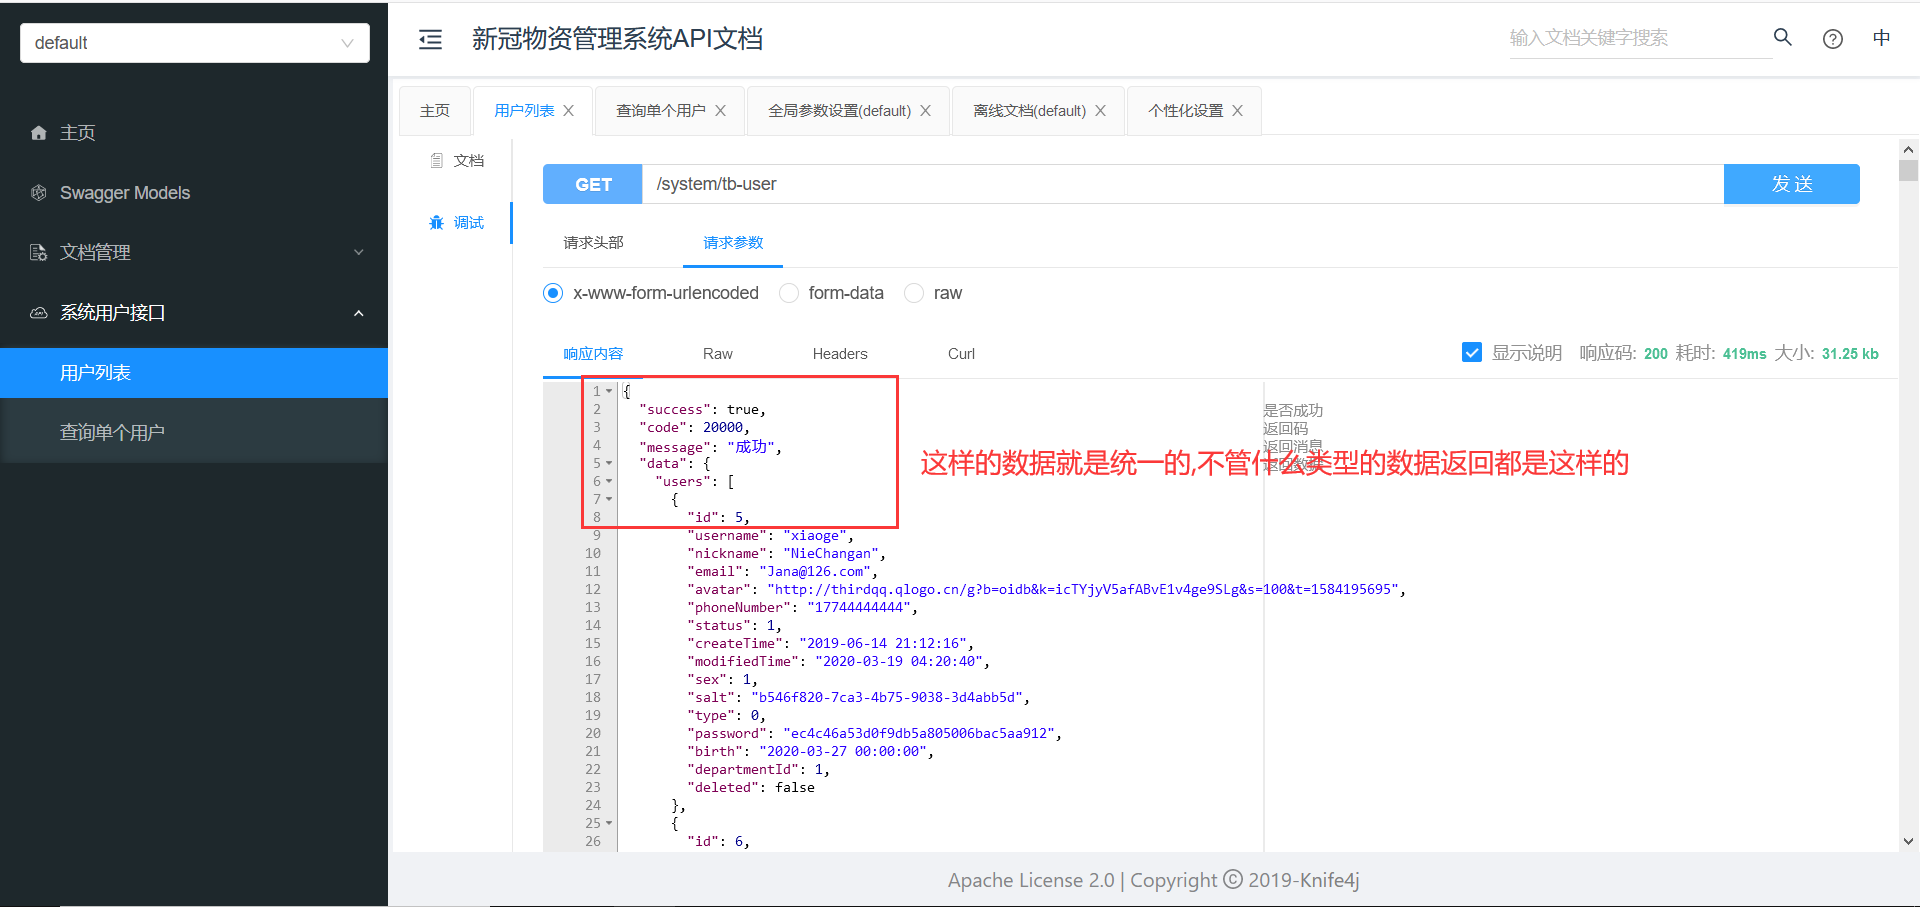 default
新冠物资管理系统API文档
输入文档关键字搜索
中
主页
Swagger Models
文档管理
系统用户接口
用户列表
查询单个用户
主页
用户列表
查询单个用户
全局参数设置(default)
离线文档(default)
个性化设置
文档
调试
GET
/system/tb-user
发 送
请求头部
请求参数
x-www-form-urlencoded
form-data
raw
响应内容
Raw
Headers
Curl
显示说明
响应码: 200 耗时: 419ms 大小: 31.25 kb
1 {
2 "success": true,
3 "code": 20000,
4 "message": "成功",
5 "data": {
6 "users": [
7 {
8 "id": 5,
9 "username": "xiaoge",
10 "nickname": "NieChangan",
11 "email": "Jana@126.com",
12 "avatar": "http://thirdqq.qlogo.cn/g?b=oidb&k=icTYjyV5afABvE1v4ge9SLg&s=100&t=1584195695",
13 "phoneNumber": "17744444444",
14 "status": 1,
15 "createTime": "2019-06-14 21:12:16",
16 "modifiedTime": "2020-03-19 04:20:40",
17 "sex": 1,
18 "salt": "b546f820-7ca3-4b75-9038-3d4abb5d",
19 "type": 0,
20 "password": "ec4c46a53d0f9db5a805006bac5aa912",
21 "birth": "2020-03-27 00:00:00",
22 "departmentId": 1,
23 "deleted": false
24 },
25 {
26 "id": 6,
是否成功
返回码
返回消息
返回数据
这样的数据就是统一的,不管什么类型的数据返回都是这样的
Apache License 2.0 | Copyright © 2019-Knife4j